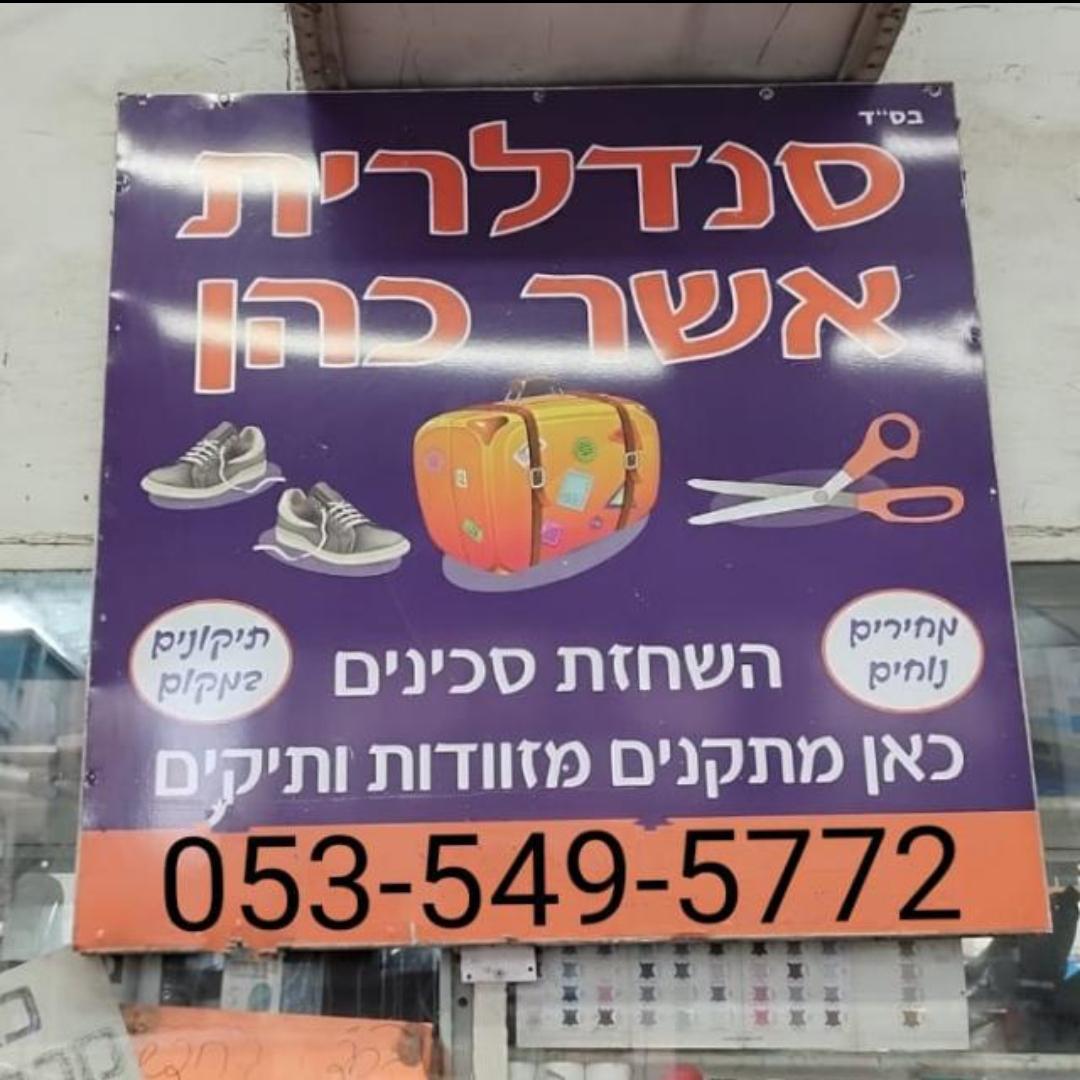 בס"ד
סנדלרית
אשר כהן
מחירים
נוחים
השחזת סכינים
תיקונים
במקום
כאן מתקנים מזוודות ותיקים
053-549-5772